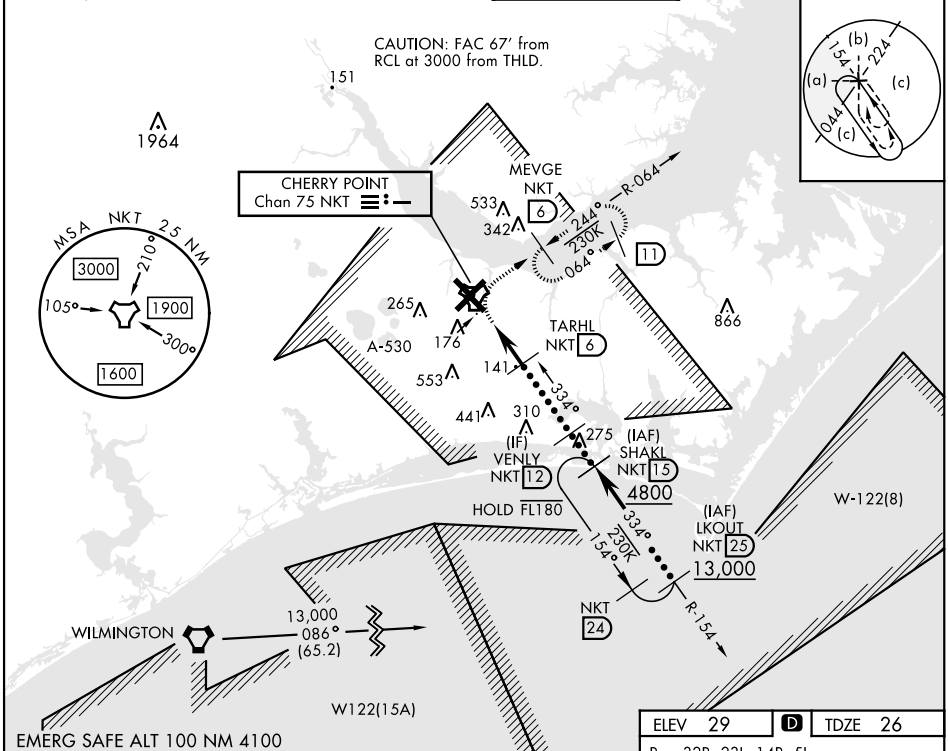 CAUTION: FAC 67' from
RCL at 3000 from THLD.
151
1964
(b)
154
224
(a)
(c)
044
(c)
CHERRY POINT
Chan 75 NKT
MEVGE
NKT 6
R-064
533
342
244°
230K
064°
11
MSA NKT 25 NM
3000
210°
105°
1900
300°
1600
265
A-530
176
866
TARHL
NKT 6
141
553
334°
441
310
275
(IF)
VENLY
NKT 12
(IAF)
SHAKL
NKT 15
4800
HOLD FL180
334°
230K
154°
(IAF)
LKOUT
NKT 25
13,000
W-122(8)
NKT
24
R-154
WILMINGTON
13,000
086°
(65.2)
W122(15A)
EMERG SAFE ALT 100 NM 4100
ELEV 29 D TDZE 26